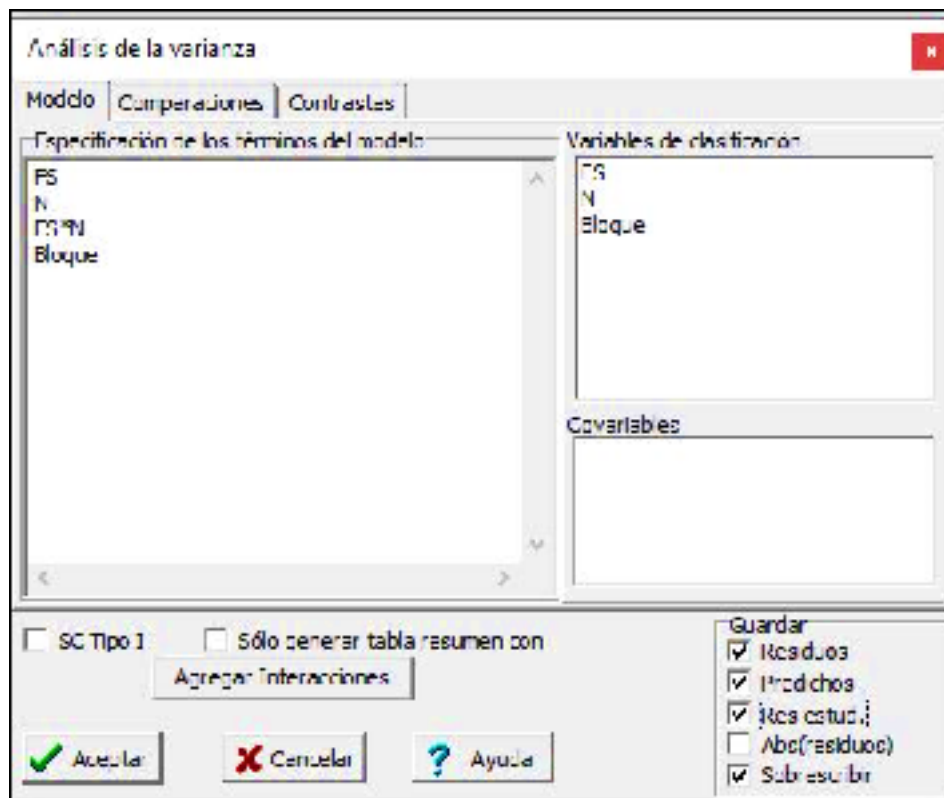 Análisis de la varianza
Modelo
Comparaciones
Contrastes
Especificación de los términos del modelo
FS
N
FS*N
Bloque
Variables de clasificación
FS
N
Bloque
Covariables
SC Tipo I
Sólo generar tabla resumen con
Agregar Interacciones
Aceptar
Cancelar
Ayuda
Guardar
Residuos
Predichos
Res estud.
Abs(residuos)
Sobrescribir